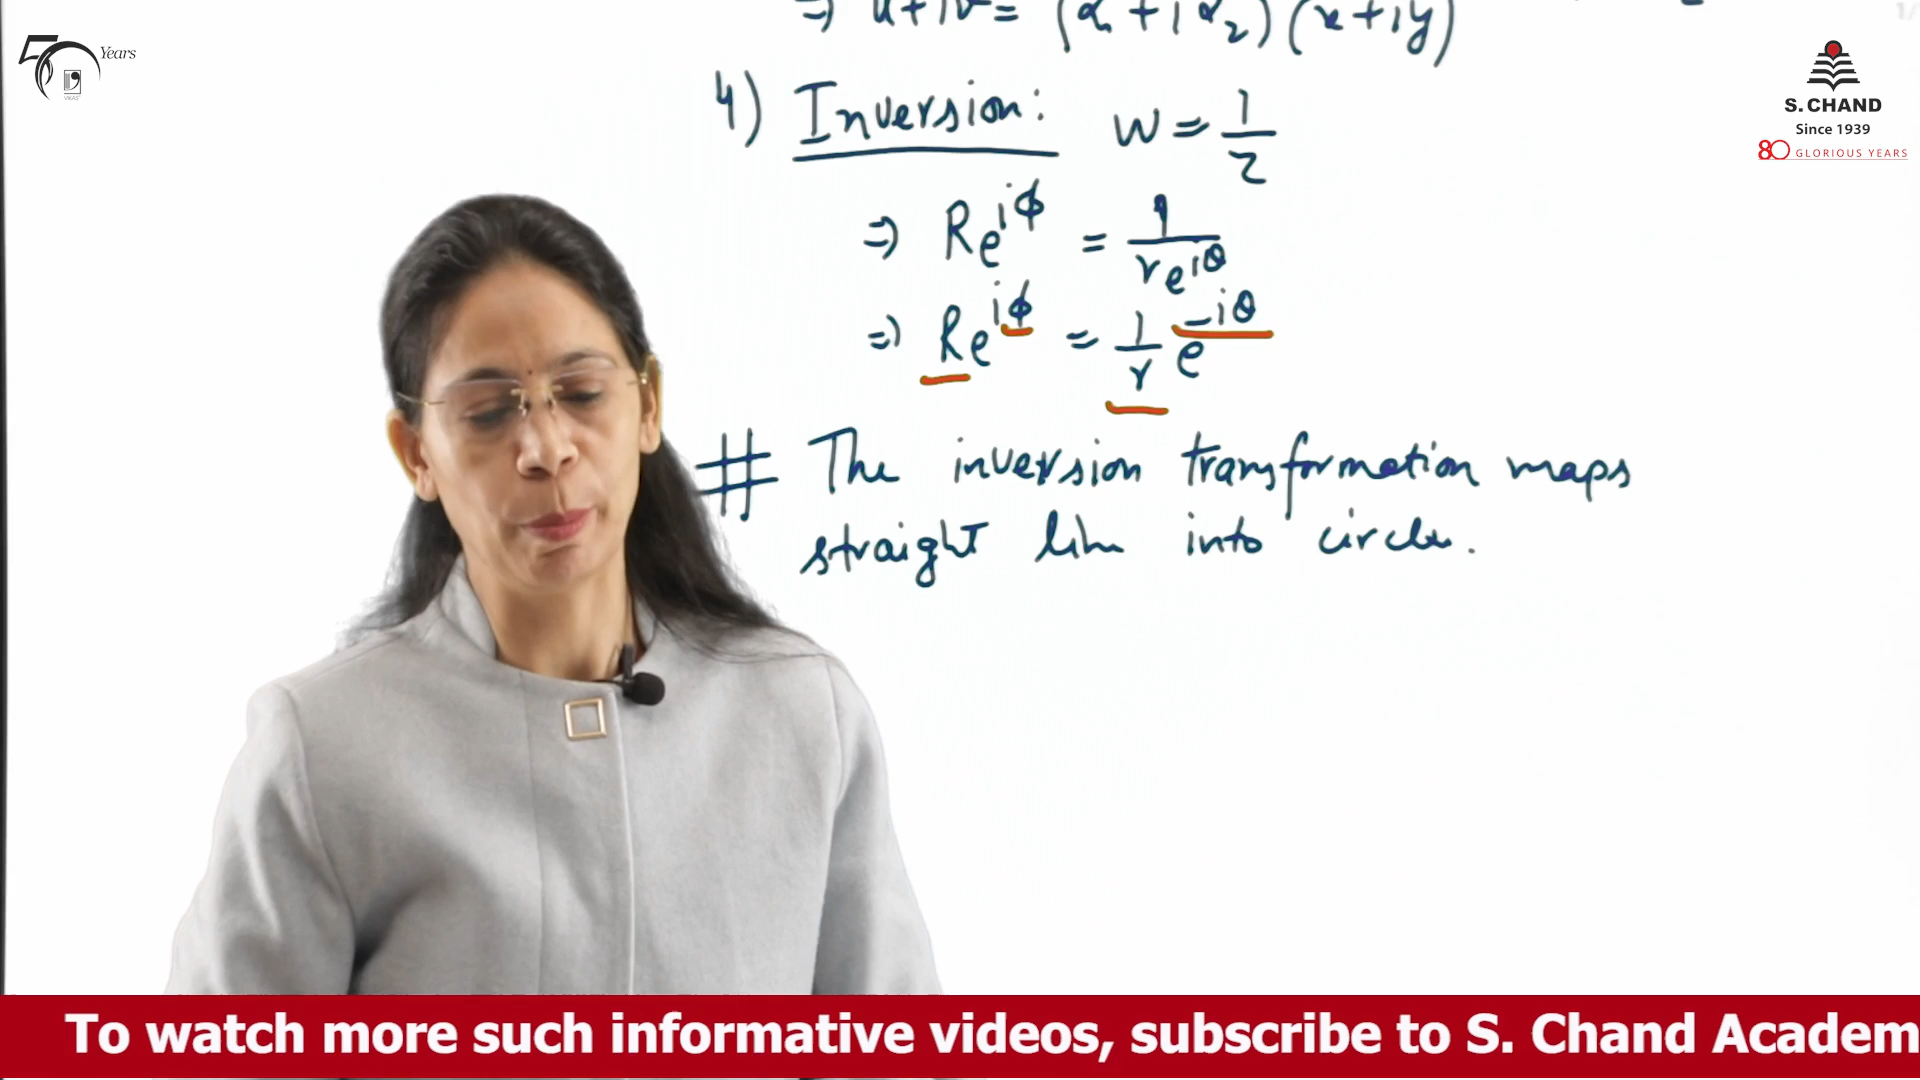 50 Years
VIKAS
S. CHAND
Since 1939
80 GLORIOUS YEARS
=> u+iv = (α + iα2)(x+iy)
4) Inversion: w = 1/z
=> Re^iϕ = 1/re^iθ
=> Re^iϕ = 1/r e^-iθ
# The inversion transformation maps
straight line into circle.
To watch more such informative videos, subscribe to S. Chand Academ